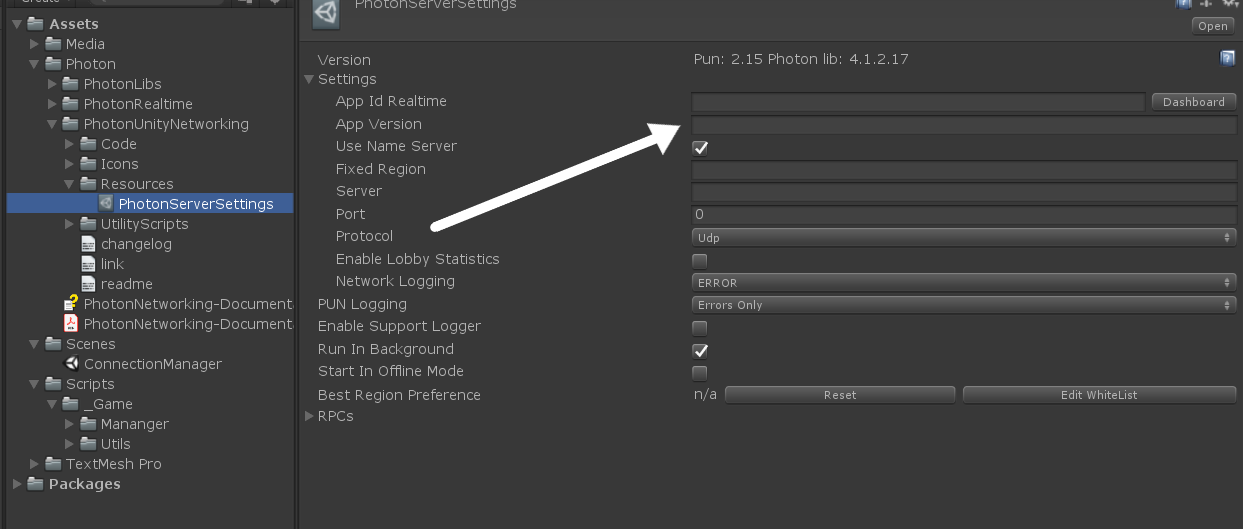 Create
Assets
Media
Photon
PhotonLibs
PhotonRealtime
PhotonUnityNetworking
Code
Icons
Resources
PhotonServerSettings
UtilityScripts
changelog
link
readme
PhotonNetworking-Document
PhotonNetworking-Document
Scenes
ConnectionManager
Scripts
_Game
Mananger
Utils
TextMesh Pro
Packages
PhotonServerSettings
Open
Version Pun: 2.15 Photon lib: 4.1.2.17
Settings
App Id Realtime Dashboard
App Version
Use Name Server
Fixed Region
Server
Port 0
Protocol Udp
Enable Lobby Statistics
Network Logging ERROR
PUN Logging Errors Only
Enable Support Logger
Run In Background
Start In Offline Mode
Best Region Preference n/a Reset Edit WhiteList
RPCs